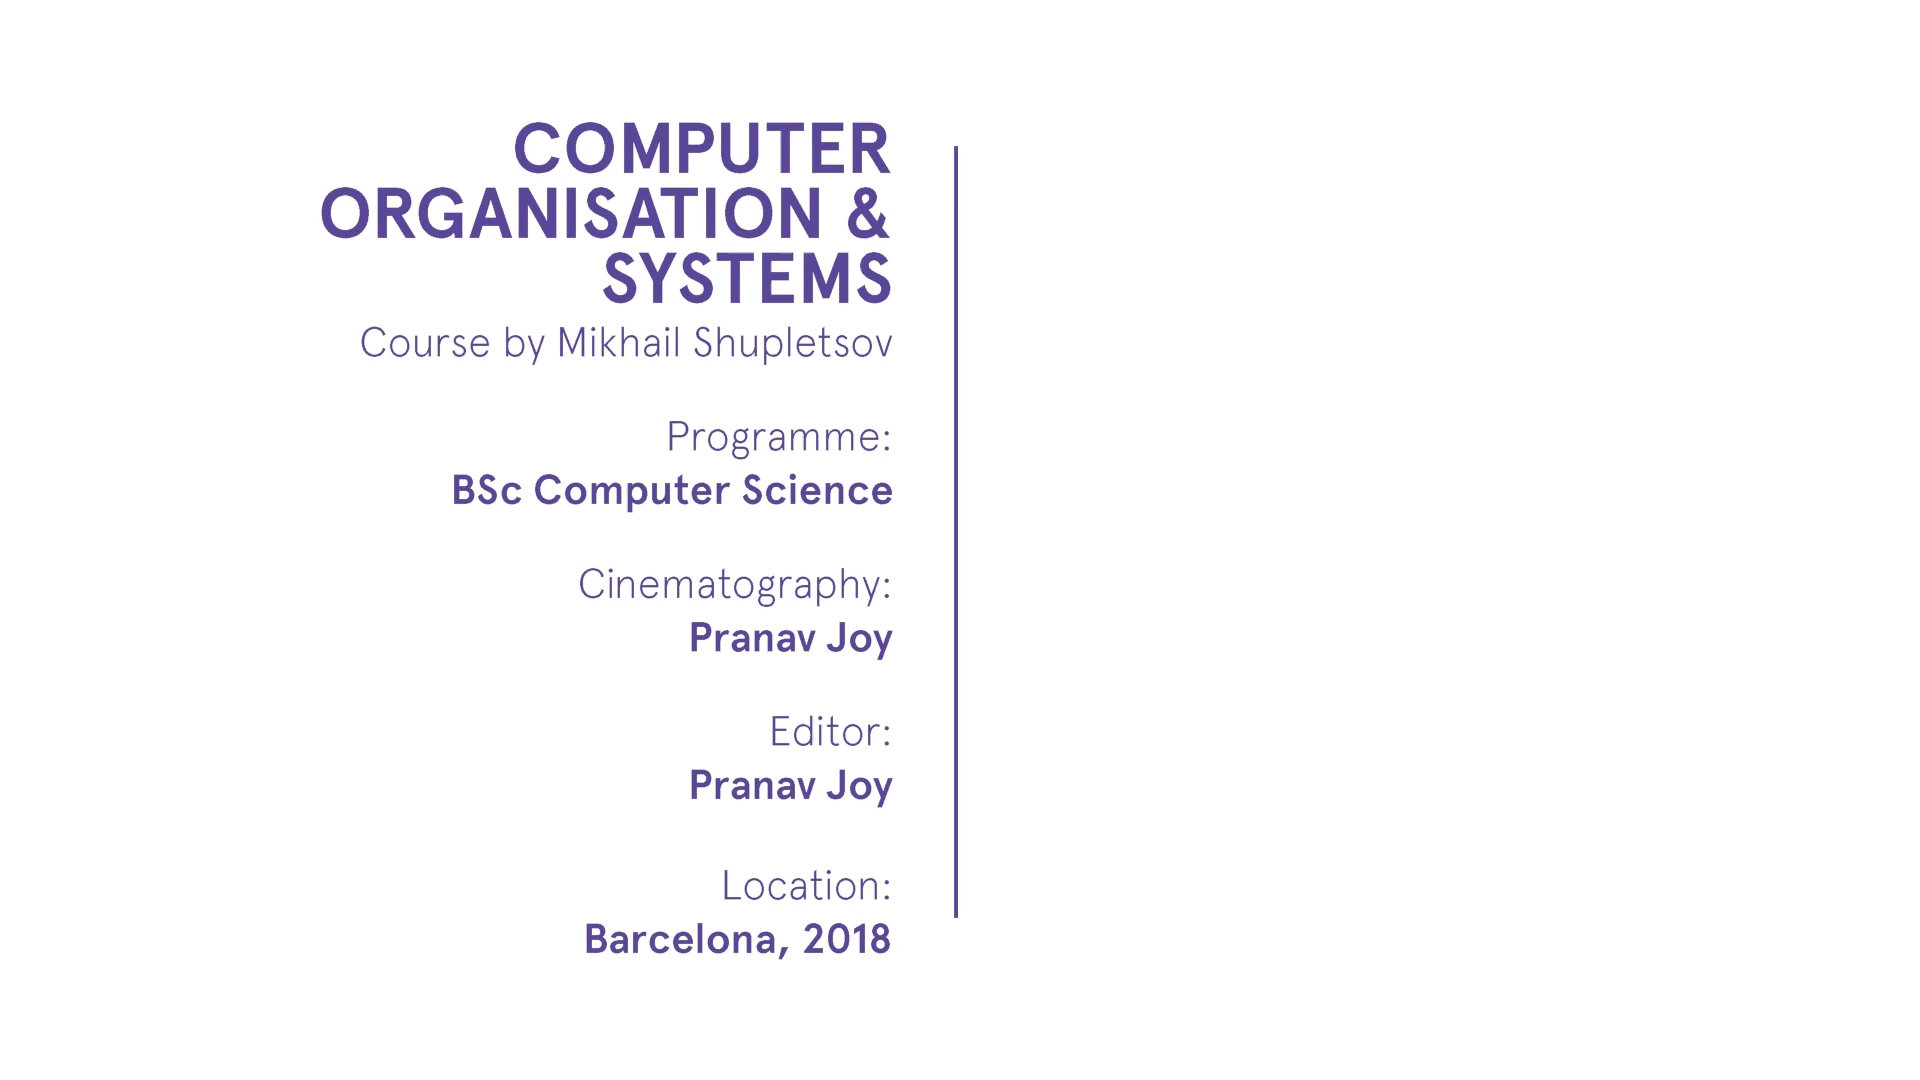 COMPUTER
ORGANISATION &
SYSTEMS
Course by Mikhail Shupletsov
Programme:
BSc Computer Science
Cinematography:
Pranav Joy
Editor:
Pranav Joy
Location:
Barcelona, 2018